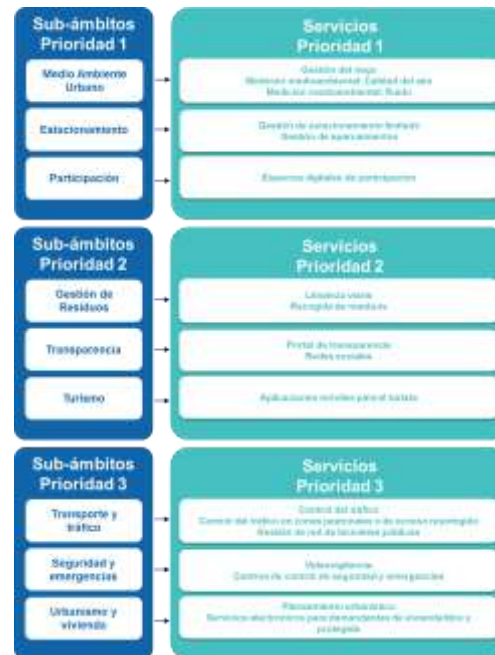 Sub-ámbitos
Prioridad 1
Servicios
Prioridad 1
Medio Ambiente
Urbano
Gestión del riego
Medición medioambiental: Calidad del aire
Medición medioambiental: Ruido
Estacionamiento
Gestión de estacionamiento limitado
Gestión de aparcamientos
Participación
Espacios digitales de participación
Sub-ámbitos
Prioridad 2
Servicios
Prioridad 2
Gestión de
Residuos
Limpieza viaria
Recogida de residuos
Transparencia
Portal de transparencia
Redes sociales
Turismo
Aplicaciones móviles para el turista
Sub-ámbitos
Prioridad 3
Servicios
Prioridad 3
Transporte y
tráfico
Control del tráfico
Control del tráfico en zonas peatonales o de acceso restringido
Gestión de red de bicicletas públicas
Seguridad y
emergencias
Videovigilancia
Centros de control de seguridad y emergencias
Urbanismo y
vivienda
Planeamiento urbanístico
Servicios electrónicos para demandantes de vivienda
protegida